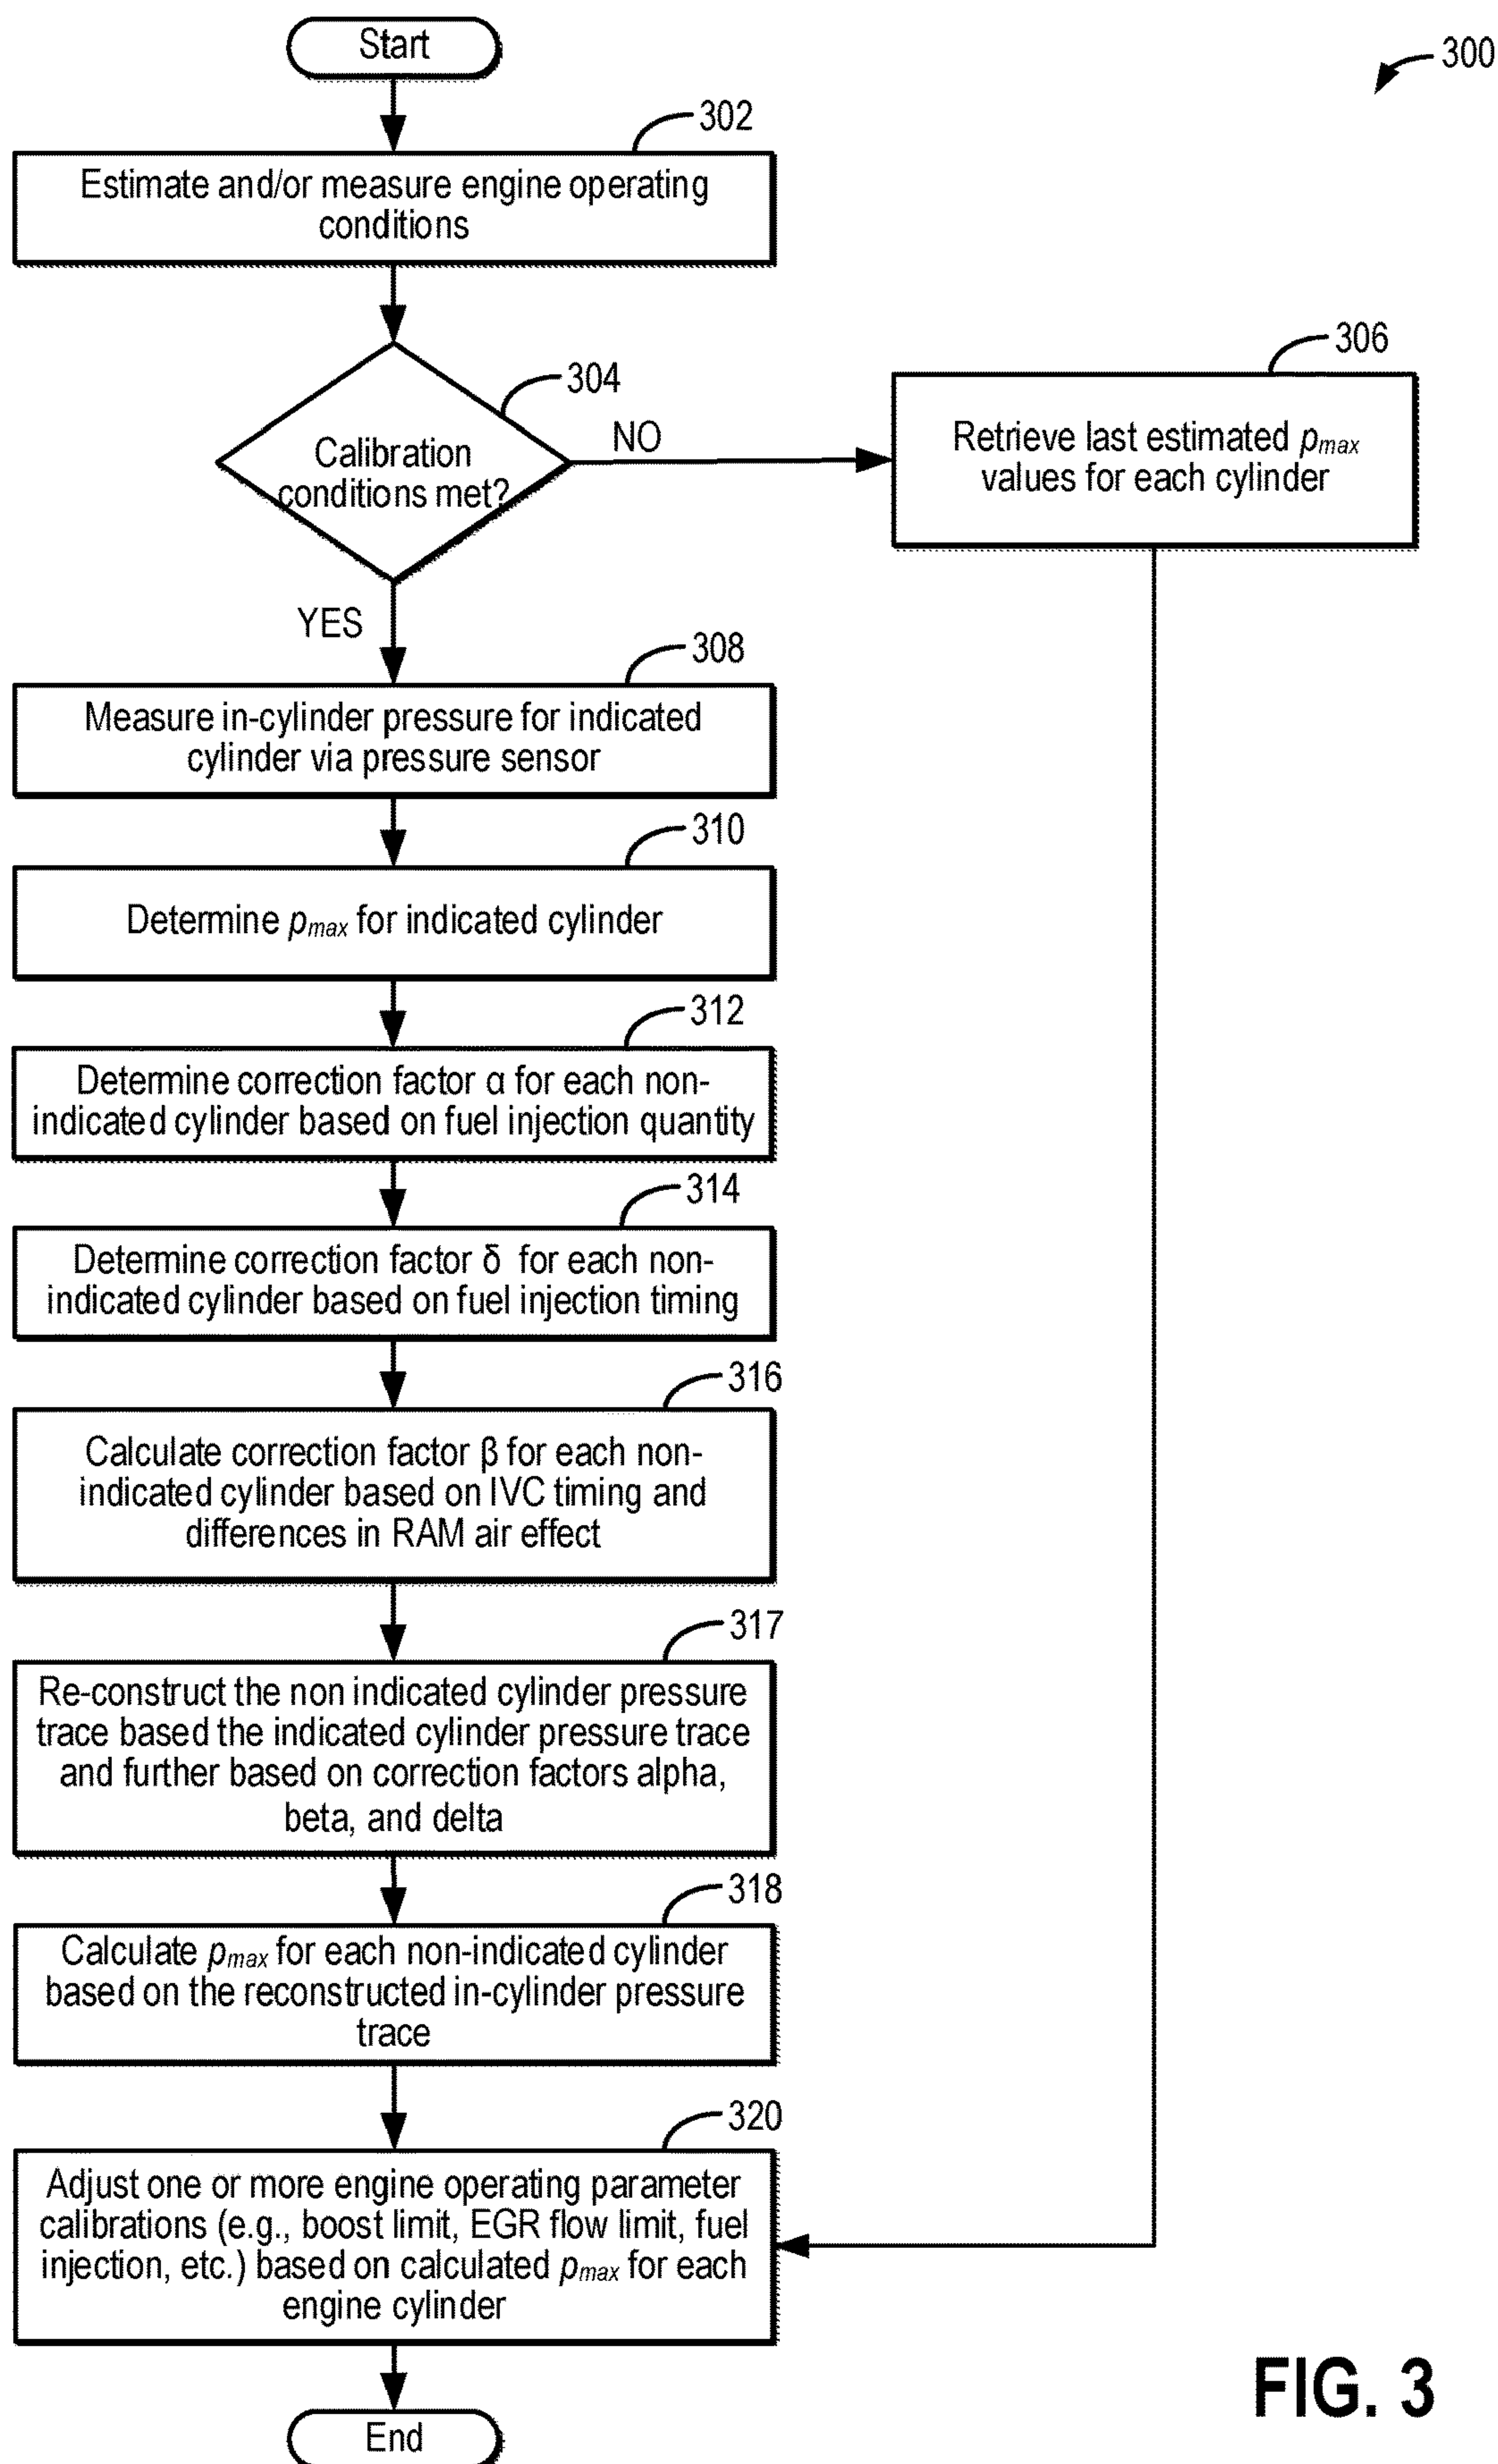 Start
300
302
Estimate and/or measure engine operating
conditions
304
Calibration
conditions met?
NO
306
Retrieve last estimated pmax
values for each cylinder
YES
308
Measure in-cylinder pressure for indicated
cylinder via pressure sensor
310
Determine pmax for indicated cylinder
312
Determine correction factor α for each non-
indicated cylinder based on fuel injection quantity
314
Determine correction factor δ for each non-
indicated cylinder based on fuel injection timing
316
Calculate correction factor β for each non-
indicated cylinder based on IVC timing and
differences in RAM air effect
317
Re-construct the non indicated cylinder pressure
trace based the indicated cylinder pressure trace
and further based on correction factors alpha,
beta, and delta
318
Calculate pmax for each non-indicated cylinder
based on the reconstructed in-cylinder pressure
trace
320
Adjust one or more engine operating parameter
calibrations (e.g., boost limit, EGR flow limit, fuel
injection, etc.) based on calculated pmax for each
engine cylinder
End
FIG. 3